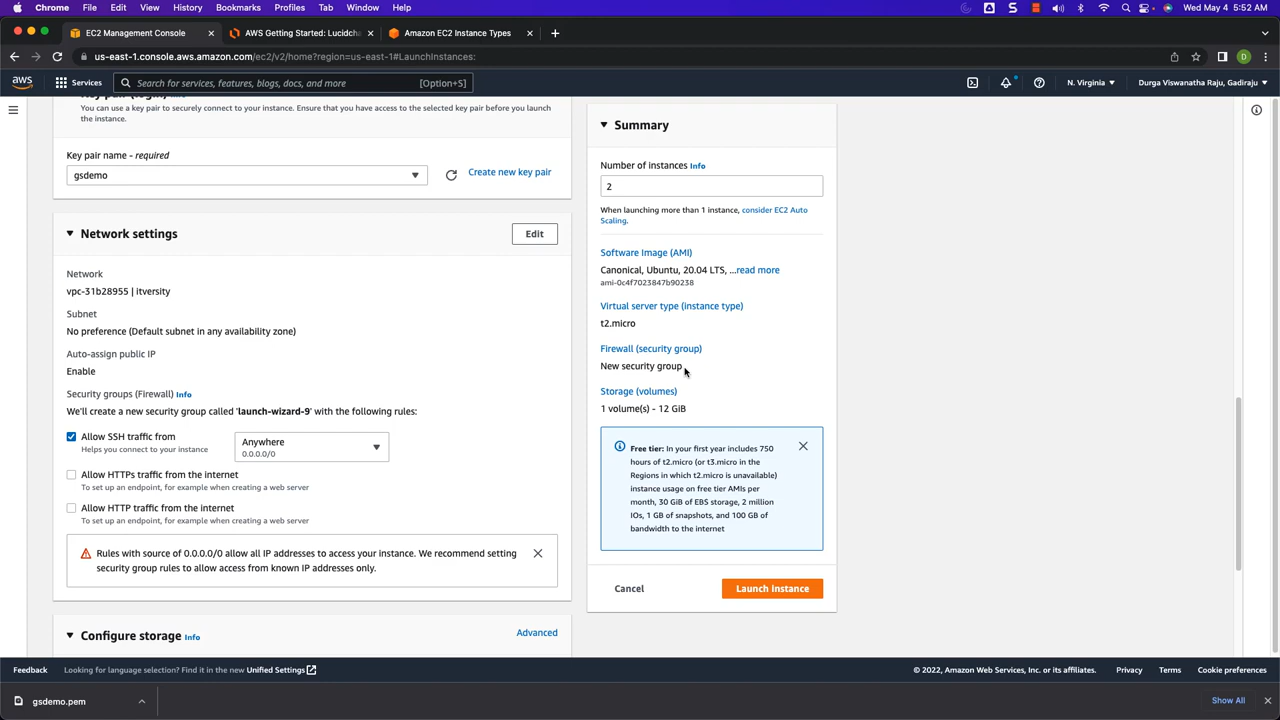 Chrome File Edit View History Bookmarks Profiles Tab Window Help
Wed May 4 5:52 AM
EC2 Management Console
AWS Getting Started: Lucidcha
Amazon EC2 Instance Types
us-east-1.console.aws.amazon.com/ec2/v2/home?region=us-east-1#LaunchInstances:
aws
Services
Search for services, features, blogs, docs, and more
[Option+S]
N. Virginia
Durga Viswanatha Raju, Gadiraju
You can use a key pair to securely connect to your instance. Ensure that you have access to the selected key pair before you launch
the instance.
Key pair name - required
gsdemo
Create new key pair
Network settings
Edit
Network
vpc-31b28955 | itversity
Subnet
No preference (Default subnet in any availability zone)
Auto-assign public IP
Enable
Security groups (Firewall) Info
We'll create a new security group called 'launch-wizard-9' with the following rules:
Allow SSH traffic from
Helps you connect to your instance
Anywhere
0.0.0.0/0
Allow HTTPs traffic from the internet
To set up an endpoint, for example when creating a web server
Allow HTTP traffic from the internet
To set up an endpoint, for example when creating a web server
Rules with source of 0.0.0.0/0 allow all IP addresses to access your instance. We recommend setting
security group rules to allow access from known IP addresses only.
Configure storage Info
Advanced
Summary
Number of instances Info
2
When launching more than 1 instance, consider EC2 Auto
Scaling.
Software Image (AMI)
Canonical, Ubuntu, 20.04 LTS, ...read more
ami-0c4f7023847b90238
Virtual server type (instance type)
t2.micro
Firewall (security group)
New security group
Storage (volumes)
1 volume(s) - 12 GiB
Free tier: In your first year includes 750
hours of t2.micro (or t3.micro in the
Regions in which t2.micro is unavailable)
instance usage on free tier AMIs per
month, 30 GiB of EBS storage, 2 million
IOs, 1 GB of snapshots, and 100 GB of
bandwidth to the internet
Cancel
Launch instance
Feedback
Looking for language selection? Find it in the new Unified Settings
© 2022, Amazon Web Services, Inc. or its affiliates.
Privacy
Terms
Cookie preferences
gsdemo.pem
Show All